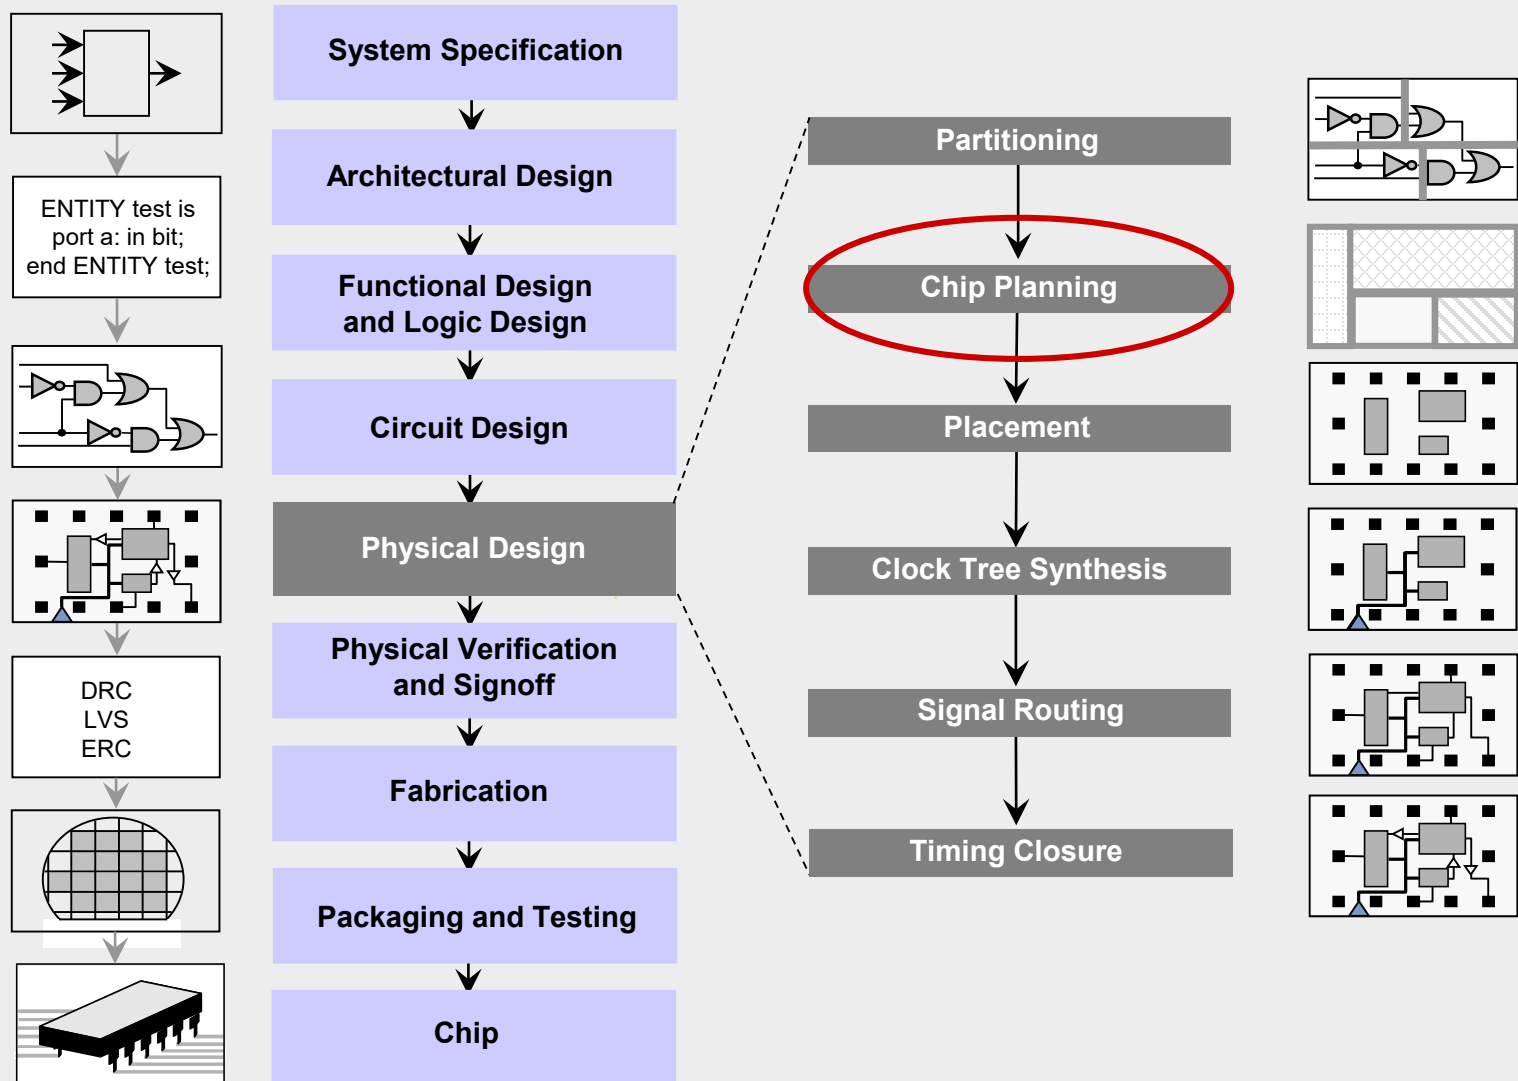 System Specification
Architectural Design
ENTITY test is
port a: in bit;
end ENTITY test;
Functional Design
and Logic Design
Circuit Design
Physical Design
DRC
LVS
ERC
Physical Verification
and Signoff
Fabrication
Packaging and Testing
Chip
Partitioning
Chip Planning
Placement
Clock Tree Synthesis
Signal Routing
Timing Closure